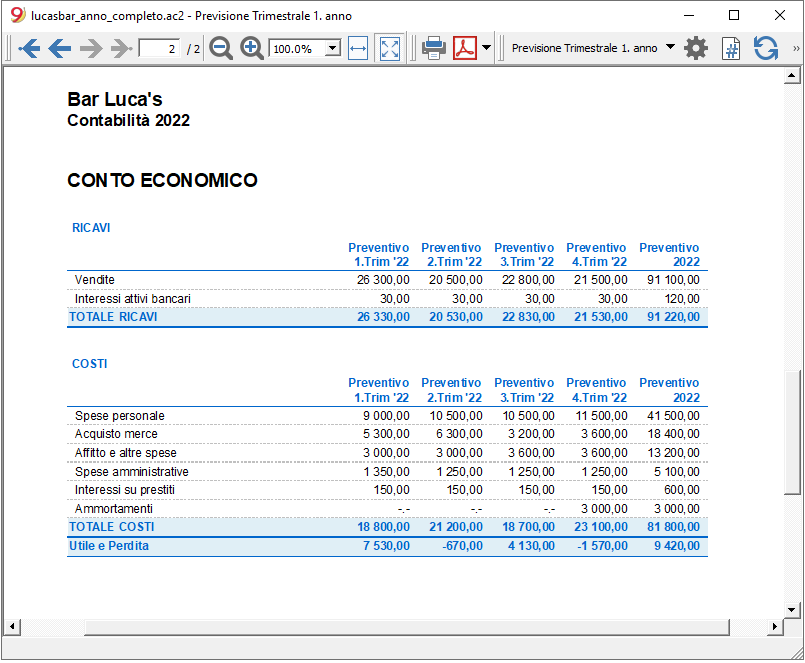 lucasbar_anno_completo.ac2 - Previsione Trimestrale 1. anno
2 / 2 100.0% Previsione Trimestrale 1. anno
Bar Luca's
Contabilità 2022
CONTO ECONOMICO
RICAVI
Preventivo Preventivo Preventivo Preventivo Preventivo
1.Trim '22 2.Trim '22 3.Trim '22 4.Trim '22 2022
Vendite 26 300,00 20 500,00 22 800,00 21 500,00 91 100,00
Interessi attivi bancari 30,00 30,00 30,00 30,00 120,00
TOTALE RICAVI 26 330,00 20 530,00 22 830,00 21 530,00 91 220,00
COSTI
Preventivo Preventivo Preventivo Preventivo Preventivo
1.Trim '22 2.Trim '22 3.Trim '22 4.Trim '22 2022
Spese personale 9 000,00 10 500,00 10 500,00 11 500,00 41 500,00
Acquisto merce 5 300,00 6 300,00 3 200,00 3 600,00 18 400,00
Affitto e altre spese 3 000,00 3 000,00 3 600,00 3 600,00 13 200,00
Spese amministrative 1 350,00 1 250,00 1 250,00 1 250,00 5 100,00
Interessi su prestiti 150,00 150,00 150,00 150,00 600,00
Ammortamenti -.- -.- -.- 3 000,00 3 000,00
TOTALE COSTI 18 800,00 21 200,00 18 700,00 23 100,00 81 800,00
Utile e Perdita 7 530,00 -670,00 4 130,00 -1 570,00 9 420,00